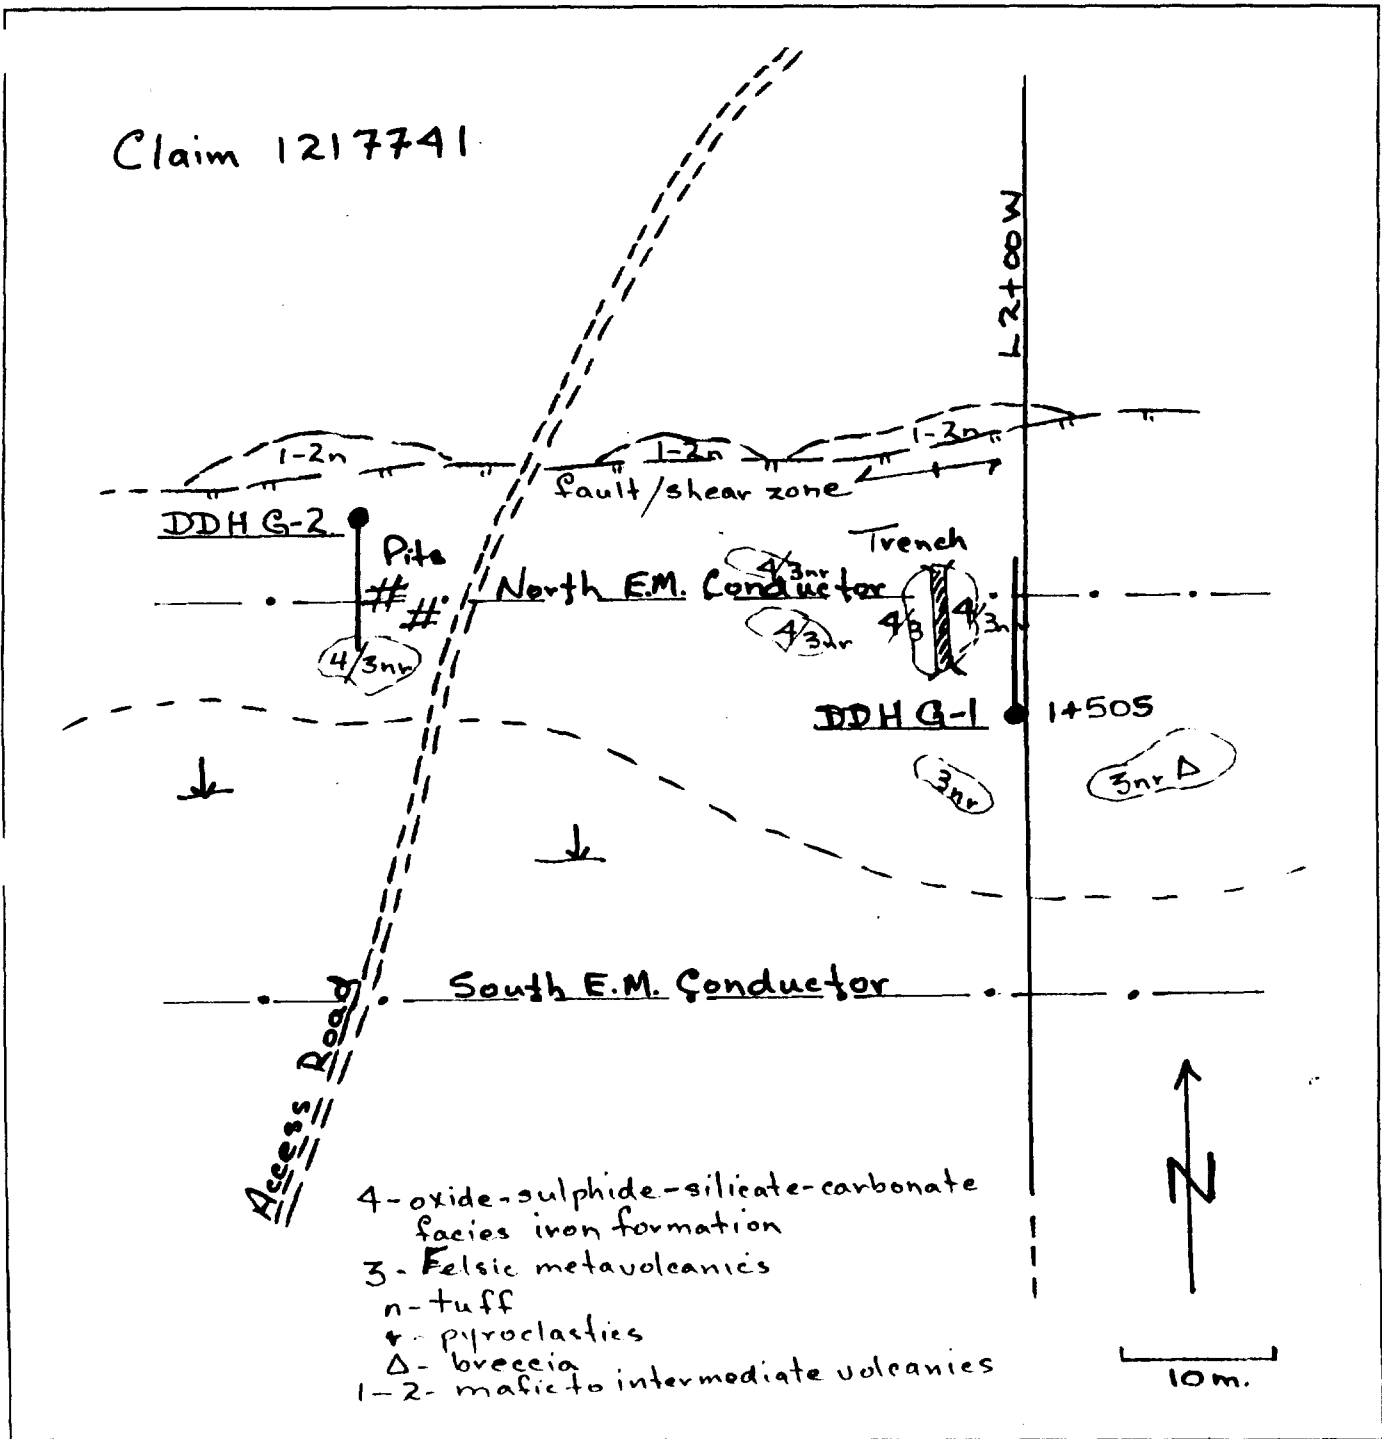 Claim 1217741
L2+00W
1-2n
1-2n
1-2n
fault/shear zone
DDH G-2
Pits
Trench
4/3nr
North E.M. Conductor
4/3nr
4/3
4/3n
4/3nr
DDH G-1
1+50S
3nr
3nr Δ
South E.M. Conductor
Access Road
N
4-oxide-sulphide-silicate-carbonate
facies iron formation
3- Felsic metavolcanics
n-tuff
r- pyroclastics
Δ- breccia
1-2- mafic to intermediate volcanics
10m.